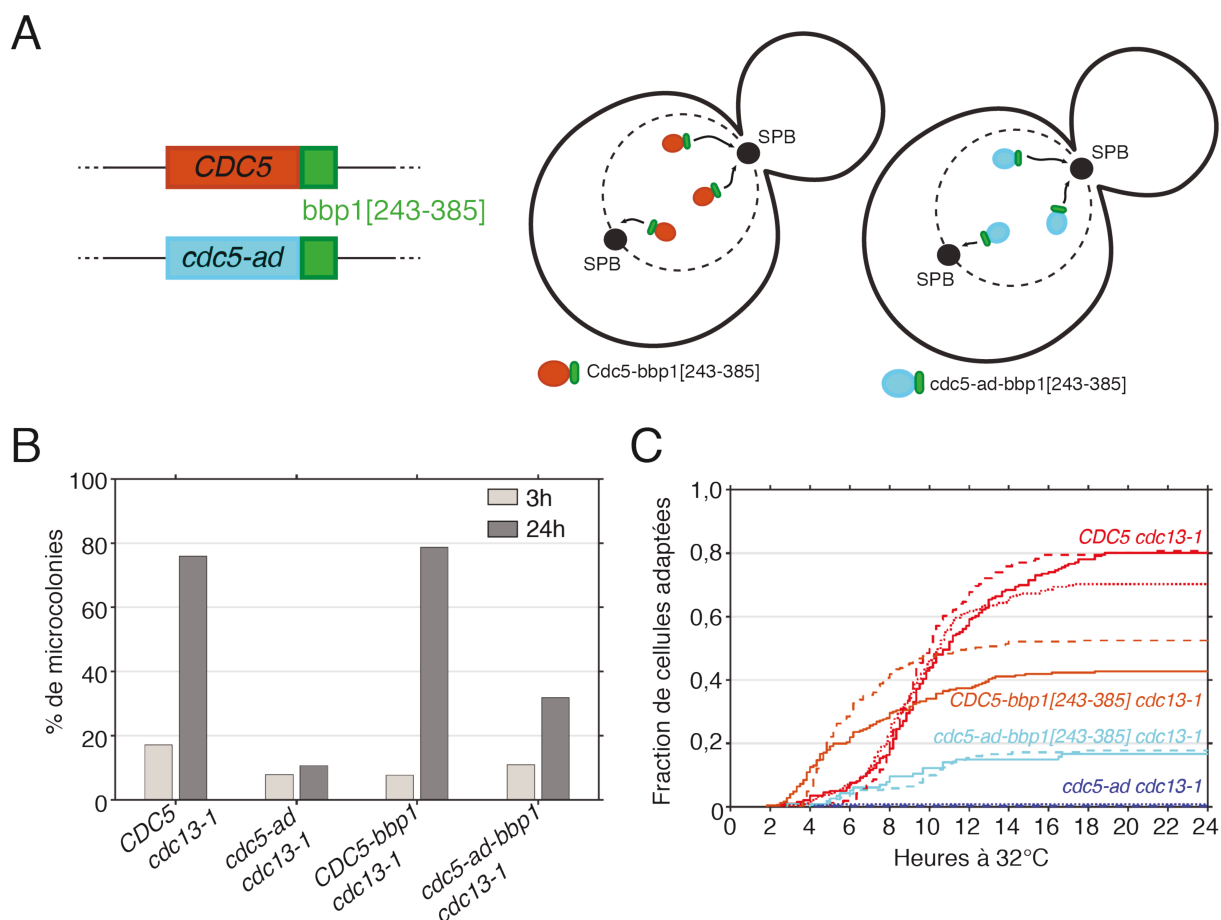 A
CDC5
bbp1[243-385]
cdc5-ad
SPB
SPB
SPB
SPB
Cdc5-bbp1[243-385]
cdc5-ad-bbp1[243-385]
B
% de microcolonies
100
80
60
40
20
0
3h
24h
CDC5
cdc13-1
cdc5-ad
cdc13-1
CDC5-bbp1
cdc13-1
cdc5-ad-bbp1
cdc13-1
C
Fraction de cellules adaptées
1,0
0,8
0,6
0,4
0,2
0
CDC5 cdc13-1
CDC5-bbp1[243-385] cdc13-1
cdc5-ad-bbp1[243-385] cdc13-1
cdc5-ad cdc13-1
0 2 4 6 8 10 12 14 16 18 20 22 24
Heures à 32°C